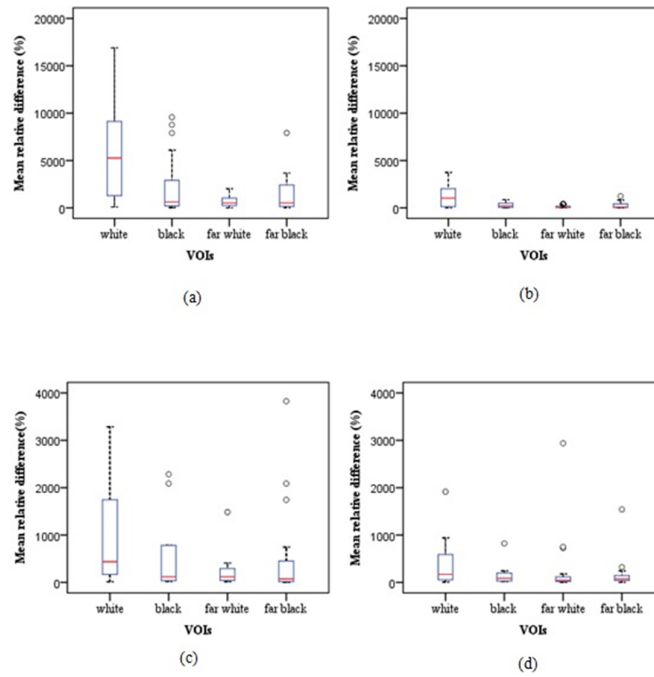 Mean relative difference (%)
20000
15000
10000
5000
0
white black far white far black
VOIs
(a)
Mean relative difference (%)
20000
15000
10000
5000
0
white black far white far black
VOIs
(b)
Mean relative difference(%)
4000
3000
2000
1000
0
white black far white far black
VOIs
(c)
Mean relative difference (%)
4000
3000
2000
1000
0
white black far white far black
VOIs
(d)